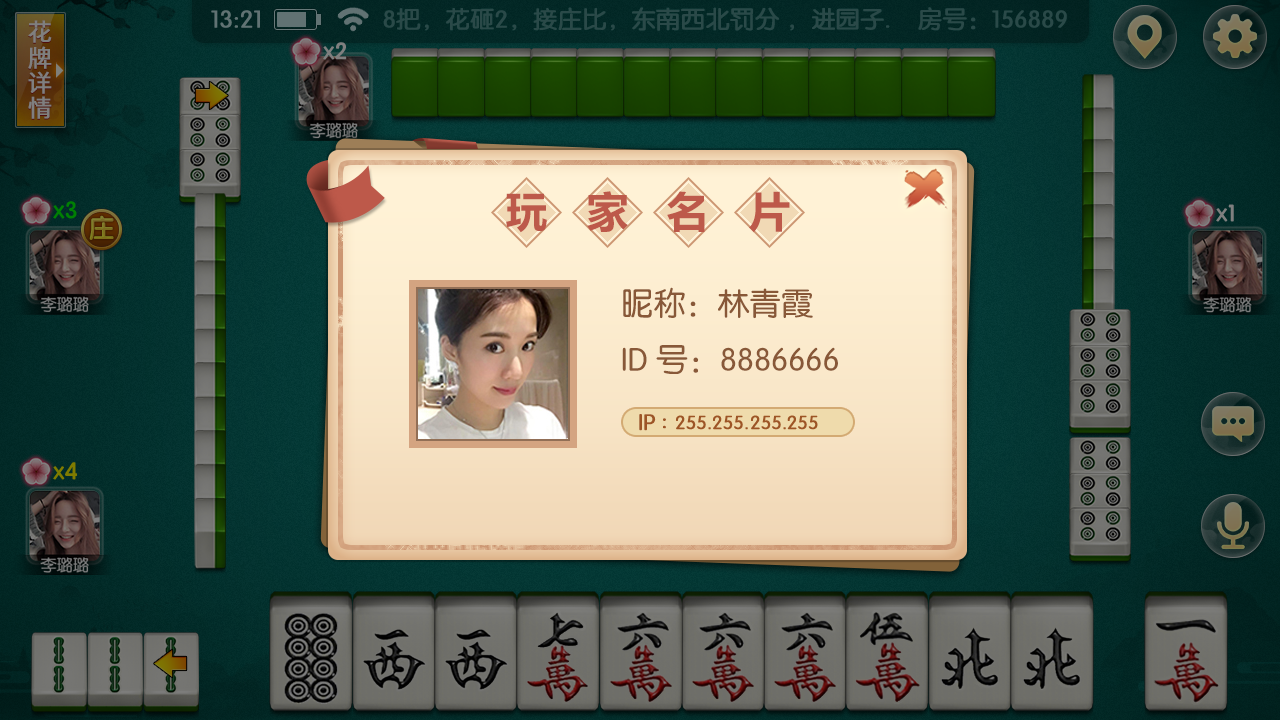 花牌详情
13:21 8把，花砸2，接庄比，东南西北罚分 ，进园子. 房号：156889
x2
李璐璐
玩家名片
x3
庄
李璐璐
x1
李璐璐
昵称：林青霞
ID 号：8886666
IP : 255.255.255.255
x4
李璐璐
西 西 七萬 六萬 六萬 六萬 伍萬 北 北 一萬